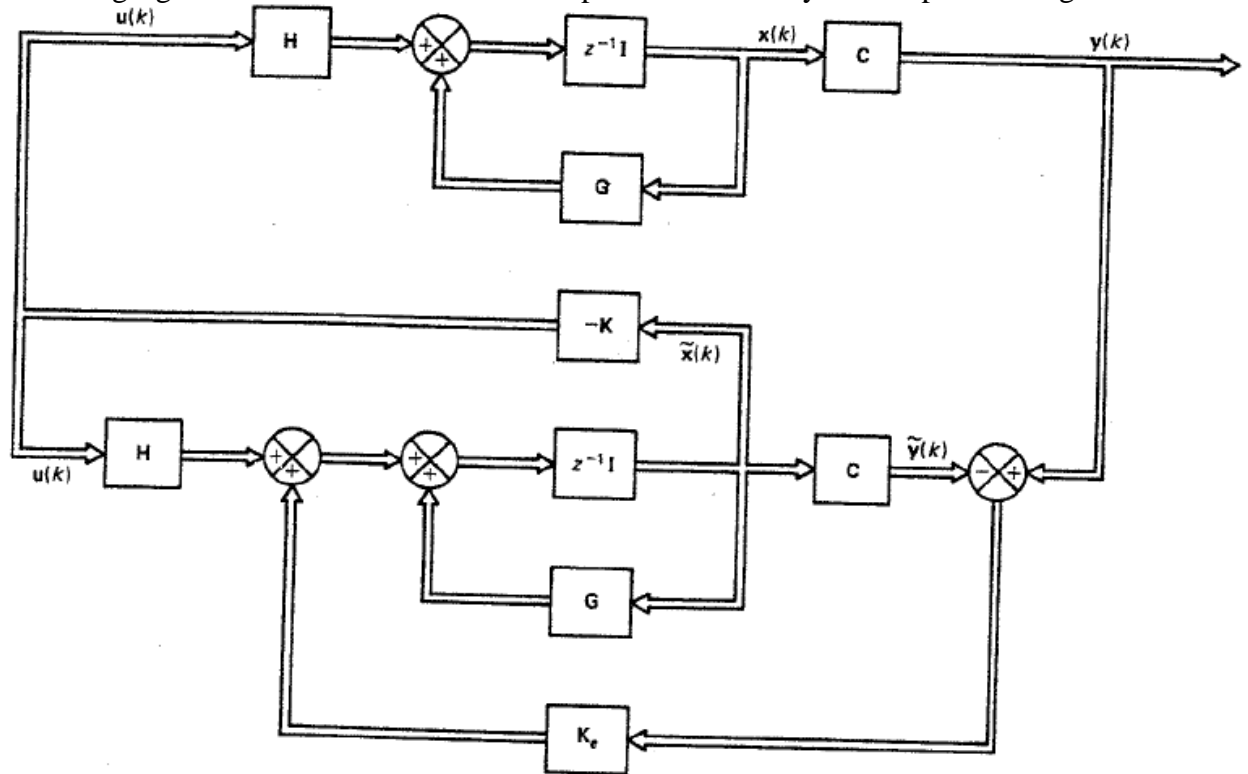 u(k)
H
+
+
z⁻¹I
x(k)
C
y(k)
G
-K
x̃(k)
u(k)
H
+
+
+
+
z⁻¹I
C
ỹ(k)
-
+
G
Kₑ